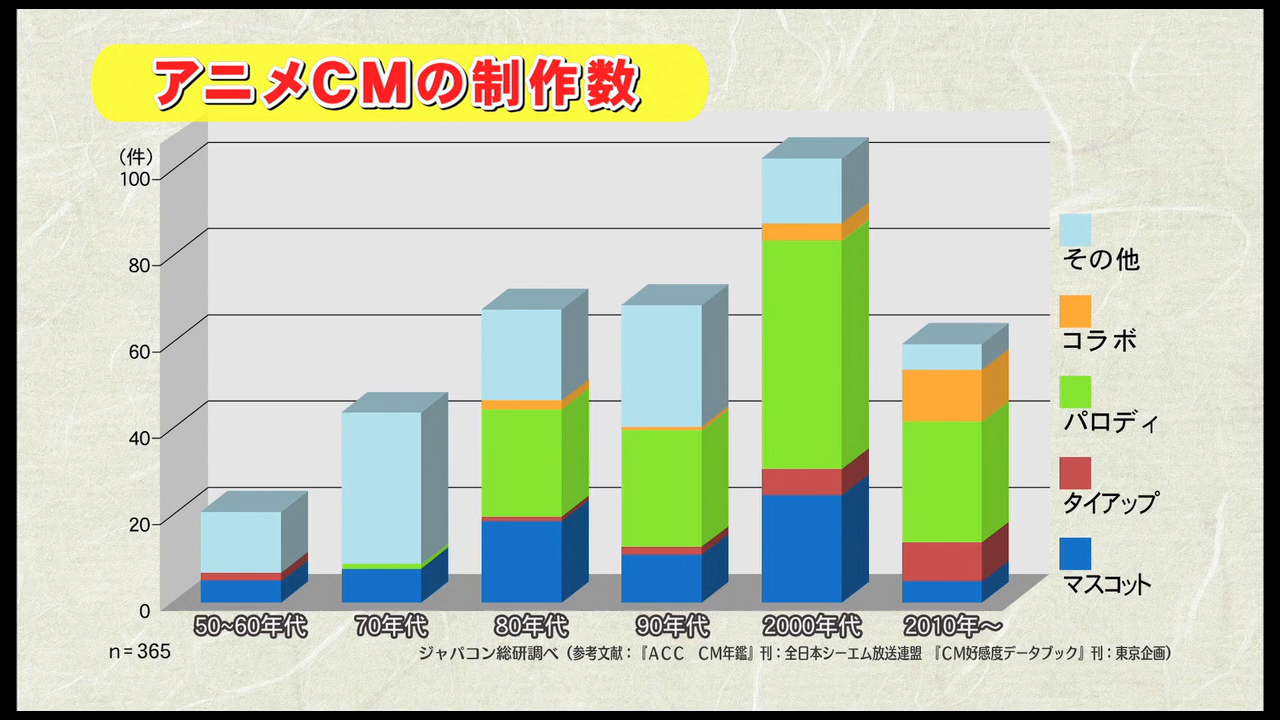 アニメCMの制作数
(件)
100
80
60
40
20
0
その他
コラボ
パロディ
タイアップ
マスコット
50~60年代 70年代 80年代 90年代 2000年代 2010年～
n=365
ジャパコン総研調べ（参考文献：『ACC CM年鑑』刊：全日本シーエム放送連盟 『CM好感度データブック』刊：東京企画）